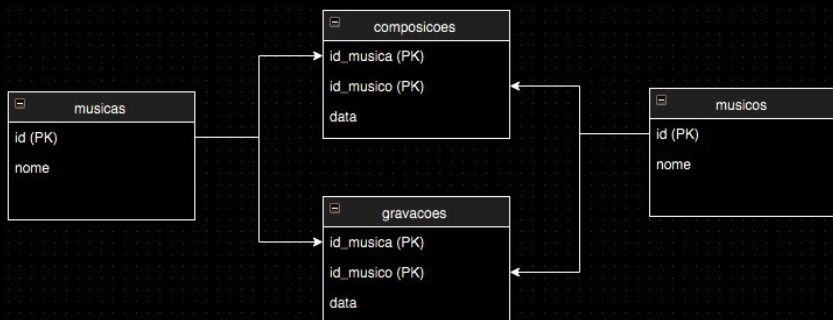 musicas
id (PK)
nome
composicoes
id_musica (PK)
id_musico (PK)
data
gravacoes
id_musica (PK)
id_musico (PK)
data
musicos
id (PK)
nome